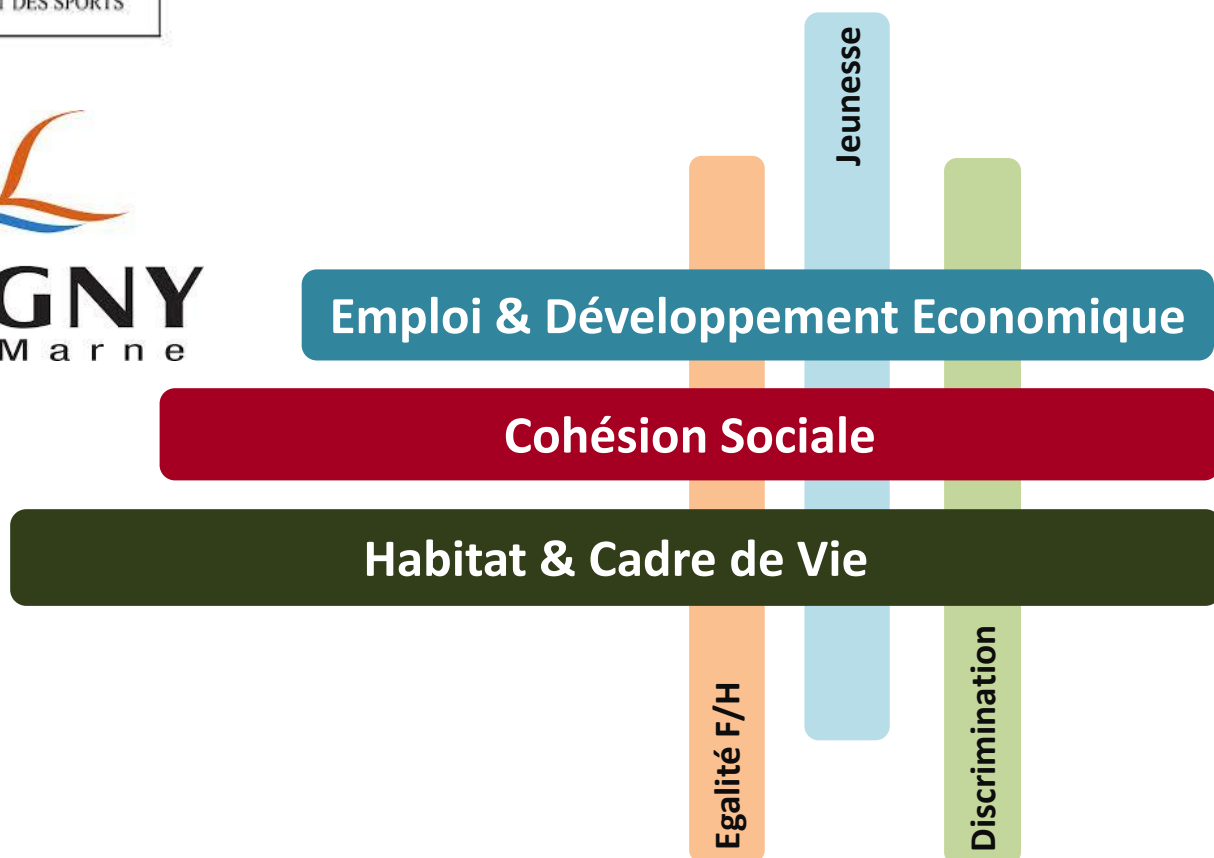 DES SPORTS
Jeunesse
GNY
Marne
Emploi & Développement Economique
Cohésion Sociale
Habitat & Cadre de Vie
Egalité F/H
Discrimination